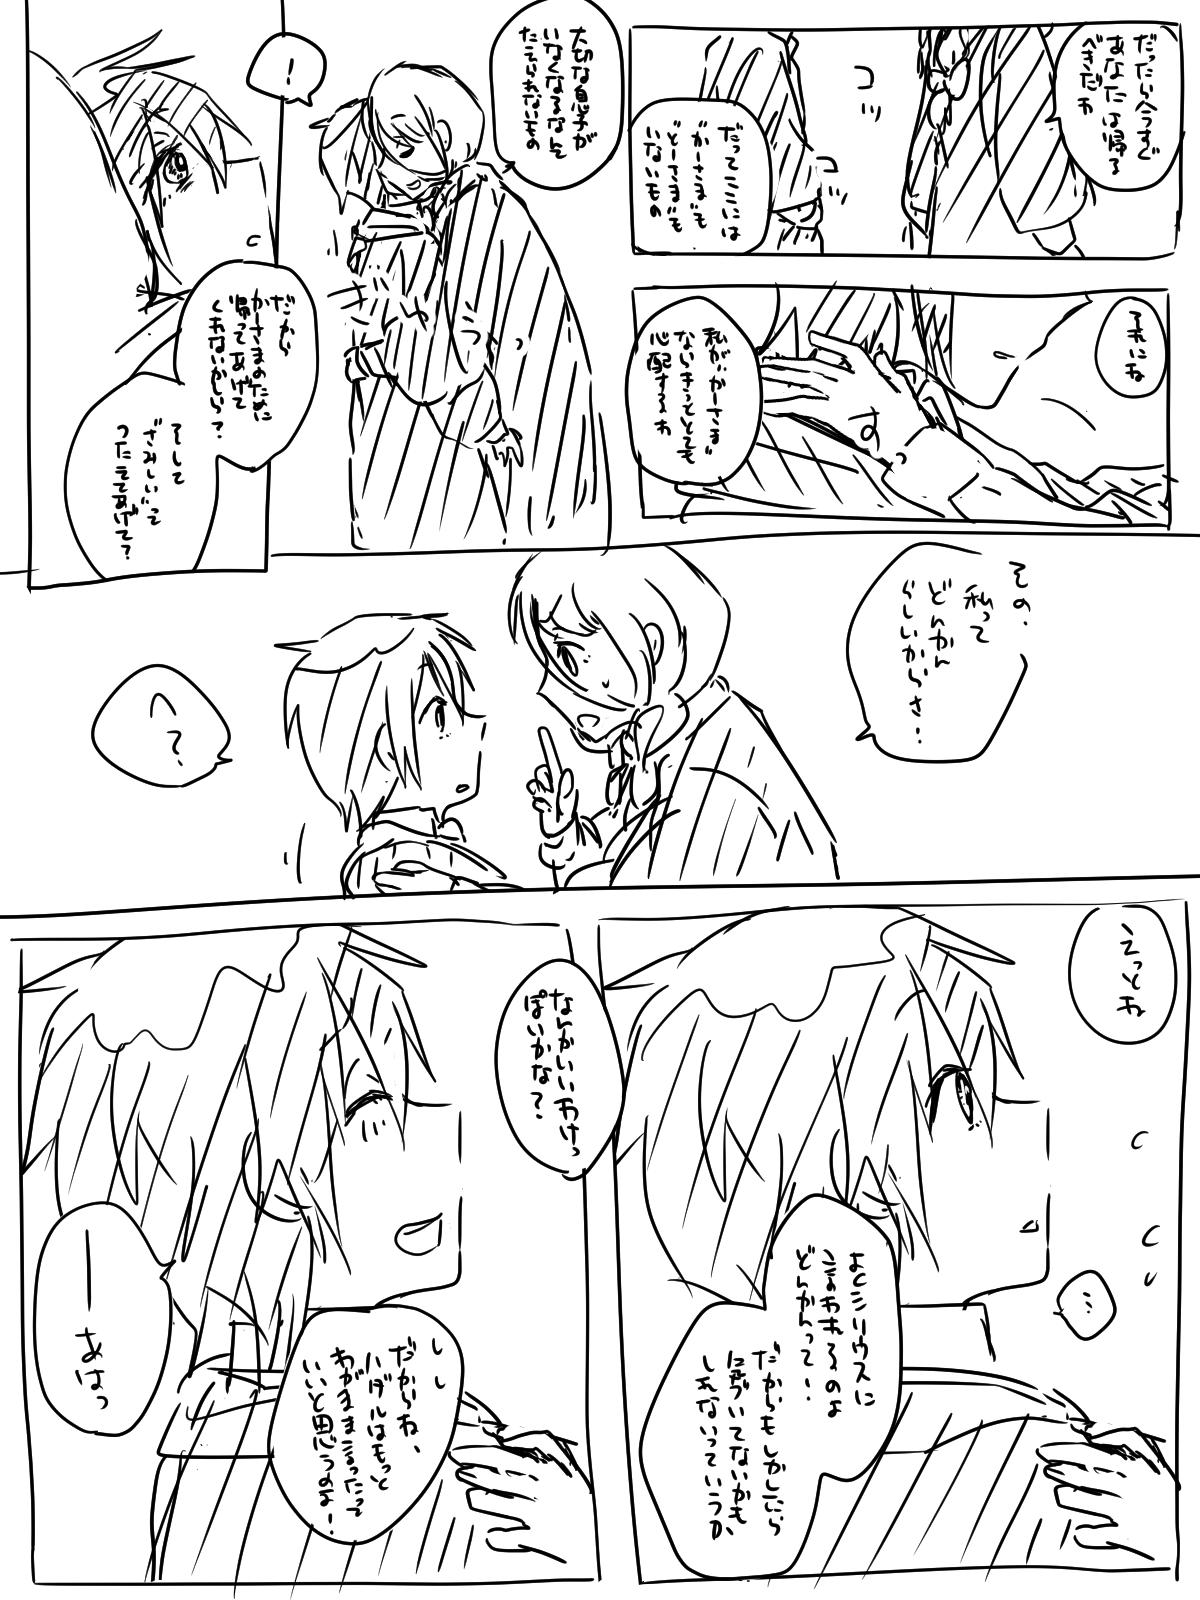 だったら今すぐ
あなたは帰る
べきだわ
コ
ツ
コ
ツ
だってここには
"かーさま"も
"とーさま"も
いないもの
それにね
私が"かーさま"
ならきっととても
心配するわ
す
っ
大切な息子が
いなくなるなんて
たえられないもの
!
だから
かーさまのために
帰ってあげて
くれないかしら?
そして
"さみしい"って
つたえてあげて?
その、
私って
どんかん
らしいからさ!
へ?
えっとね
よくシリウスに
言われるのよ
どんかんって…
だからもしかしたら
気づいてないかも
しれないっていうか
…
なんかいいわけっ
ぽいかな?
だからね、
ハダルはもっと
わがまま言ったって
いいと思うのよ!
ーあはっ